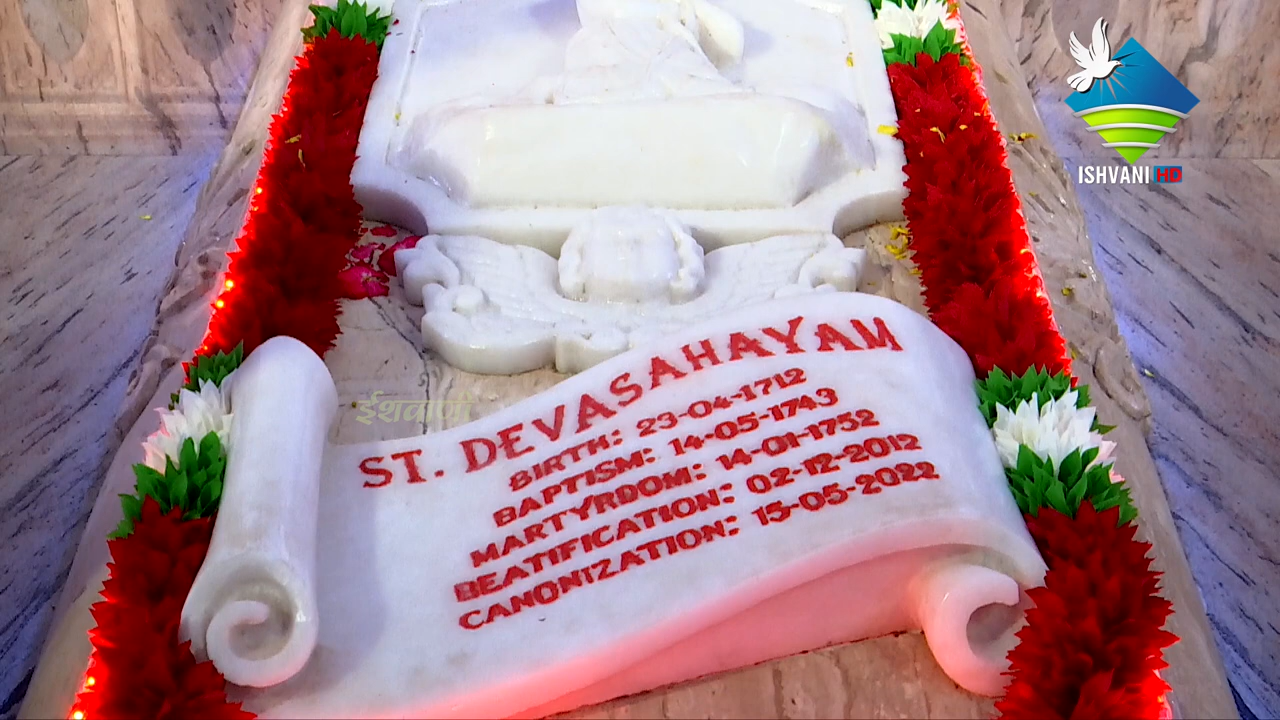 ISHVANI HD
ईशवाणी
ST. DEVASAHAYAM
BIRTH: 23-04-1712
BAPTISM: 14-05-1743
MARTYRDOM: 14-01-1752
BEATIFICATION: 02-12-2012
CANONIZATION: 15-05-2022